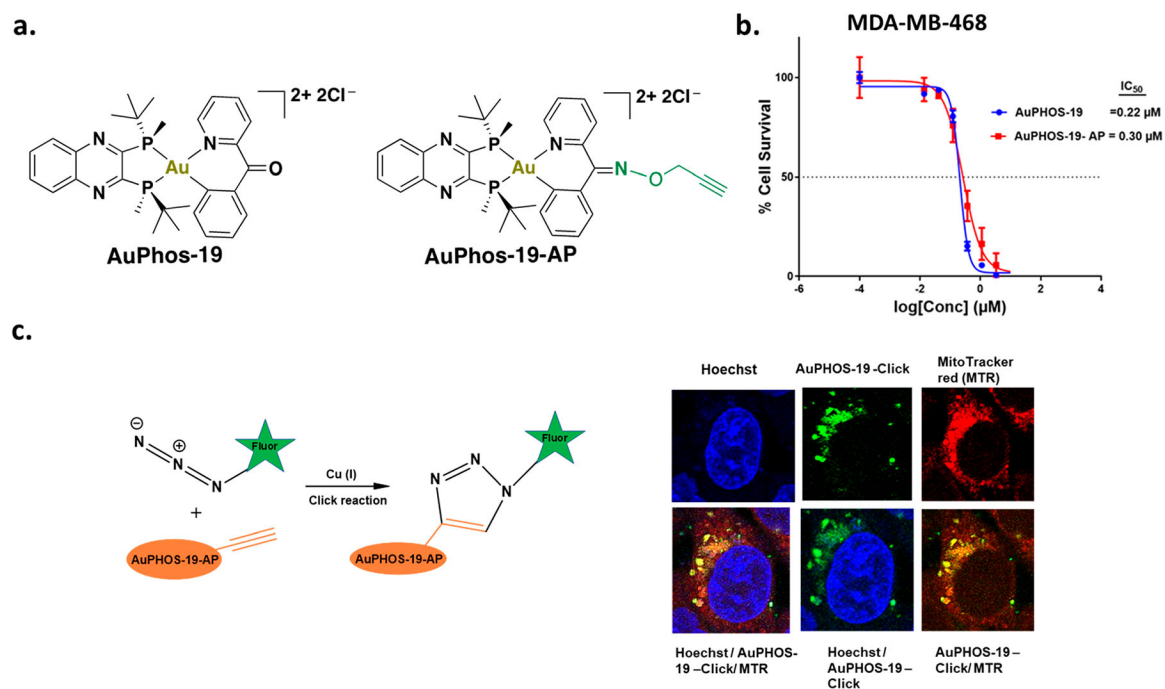 a.
2+ 2Cl⁻
N
N
P
P
Au
N
O
AuPhos-19
2+ 2Cl⁻
N
N
P
P
Au
N
N
O
AuPhos-19-AP
b.
MDA-MB-468
% Cell Survival
100
50
0
-6
-4
-2
0
2
4
log[Conc] (µM)
IC50
AuPHOS-19 =0.22 µM
AuPHOS-19- AP = 0.30 µM
c.
N
N
N
Fluor
+
AuPHOS-19-AP
Cu (I)
Click reaction
N
N
N
Fluor
AuPHOS-19-AP
Hoechst
AuPHOS-19 -Click
MitoTracker
red (MTR)
Hoechst / AuPHOS-
19 –Click/ MTR
Hoechst /
AuPHOS-19 –
Click
AuPHOS-19 –
Click/ MTR